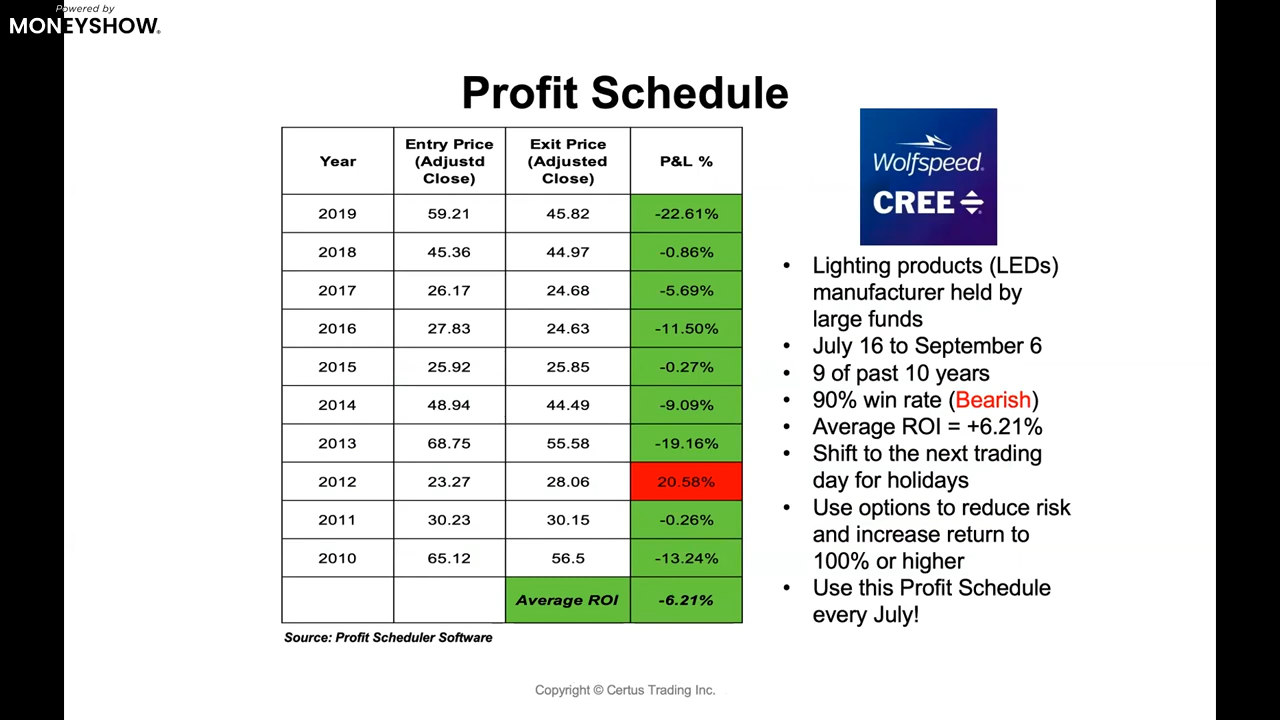 Powered by
MONEYSHOW.
Profit Schedule
Year Entry Price (Adjustd Close) Exit Price (Adjusted Close) P&L %
2019 59.21 45.82 -22.61%
2018 45.36 44.97 -0.86%
2017 26.17 24.68 -5.69%
2016 27.83 24.63 -11.50%
2015 25.92 25.85 -0.27%
2014 48.94 44.49 -9.09%
2013 68.75 55.58 -19.16%
2012 23.27 28.06 20.58%
2011 30.23 30.15 -0.26%
2010 65.12 56.5 -13.24%
Average ROI -6.21%
Source: Profit Scheduler Software
Wolfspeed.
CREE
• Lighting products (LEDs)
manufacturer held by
large funds
• July 16 to September 6
• 9 of past 10 years
• 90% win rate (Bearish)
• Average ROI = +6.21%
• Shift to the next trading
day for holidays
• Use options to reduce risk
and increase return to
100% or higher
• Use this Profit Schedule
every July!
Copyright © Certus Trading Inc.